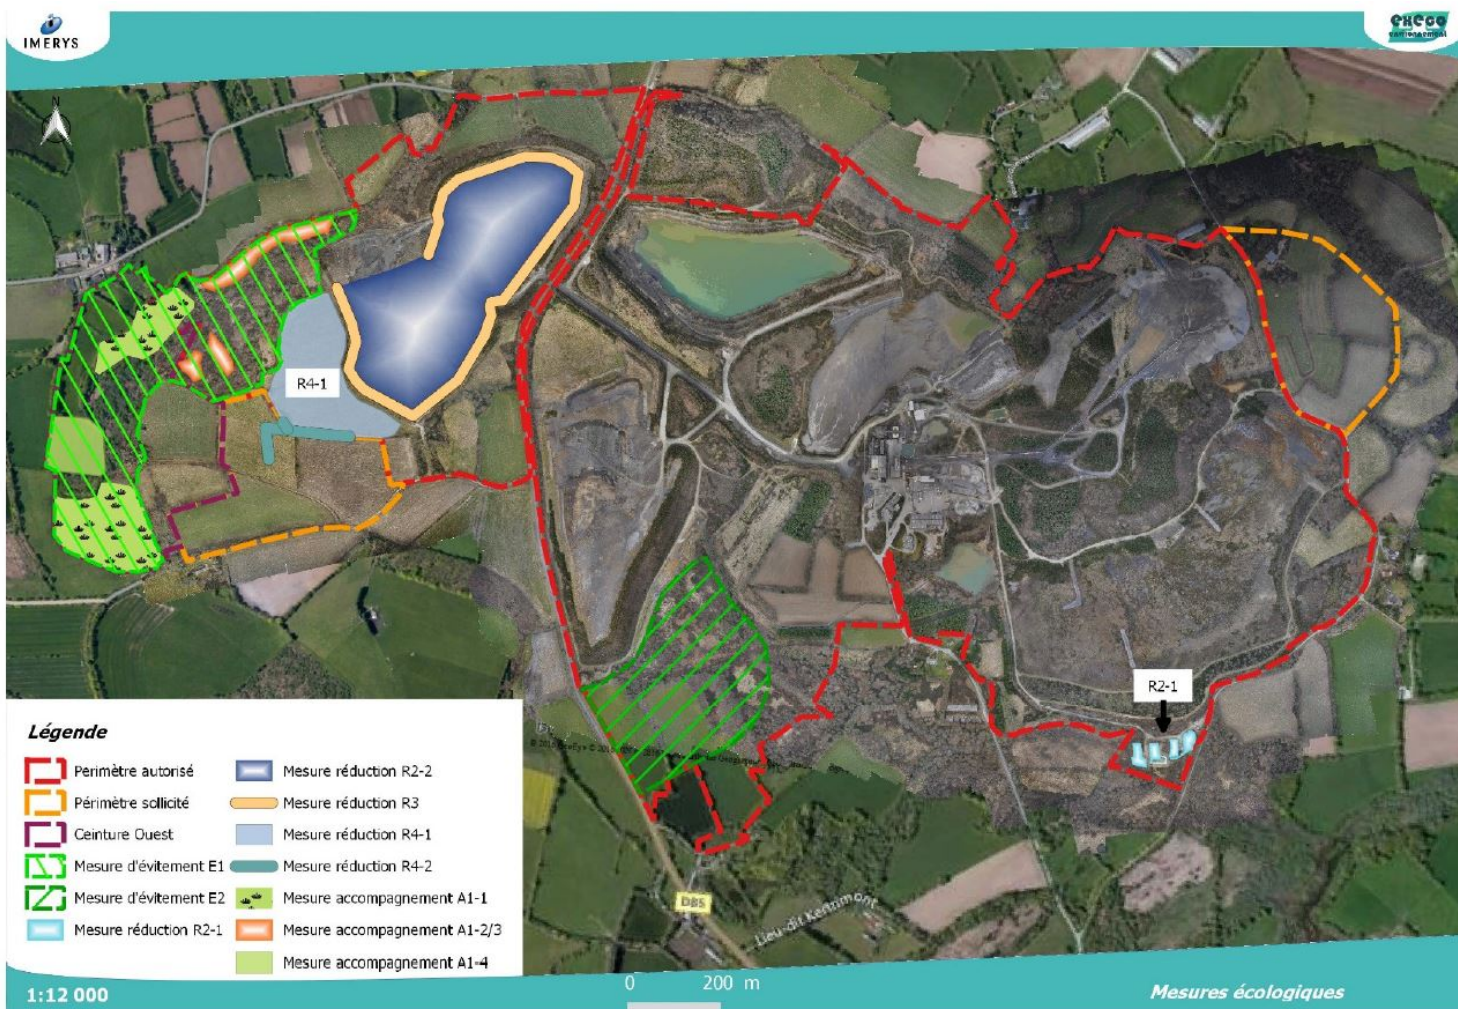 IMERYS
execo
environnement
N
R4-1
R2-1
Légende
Perimètre autorisé
Périmètre sollicité
Ceinture Ouest
Mesure d'évitement E1
Mesure d'évitement E2
Mesure réduction R2-1
Mesure réduction R2-2
Mesure réduction R3
Mesure réduction R4-1
Mesure réduction R4-2
Mesure accompagnement A1-1
Mesure accompagnement A1-2/3
Mesure accompagnement A1-4
D85
Lieu-dit Kerinmont
1:12 000
0 200 m
Mesures écologiques